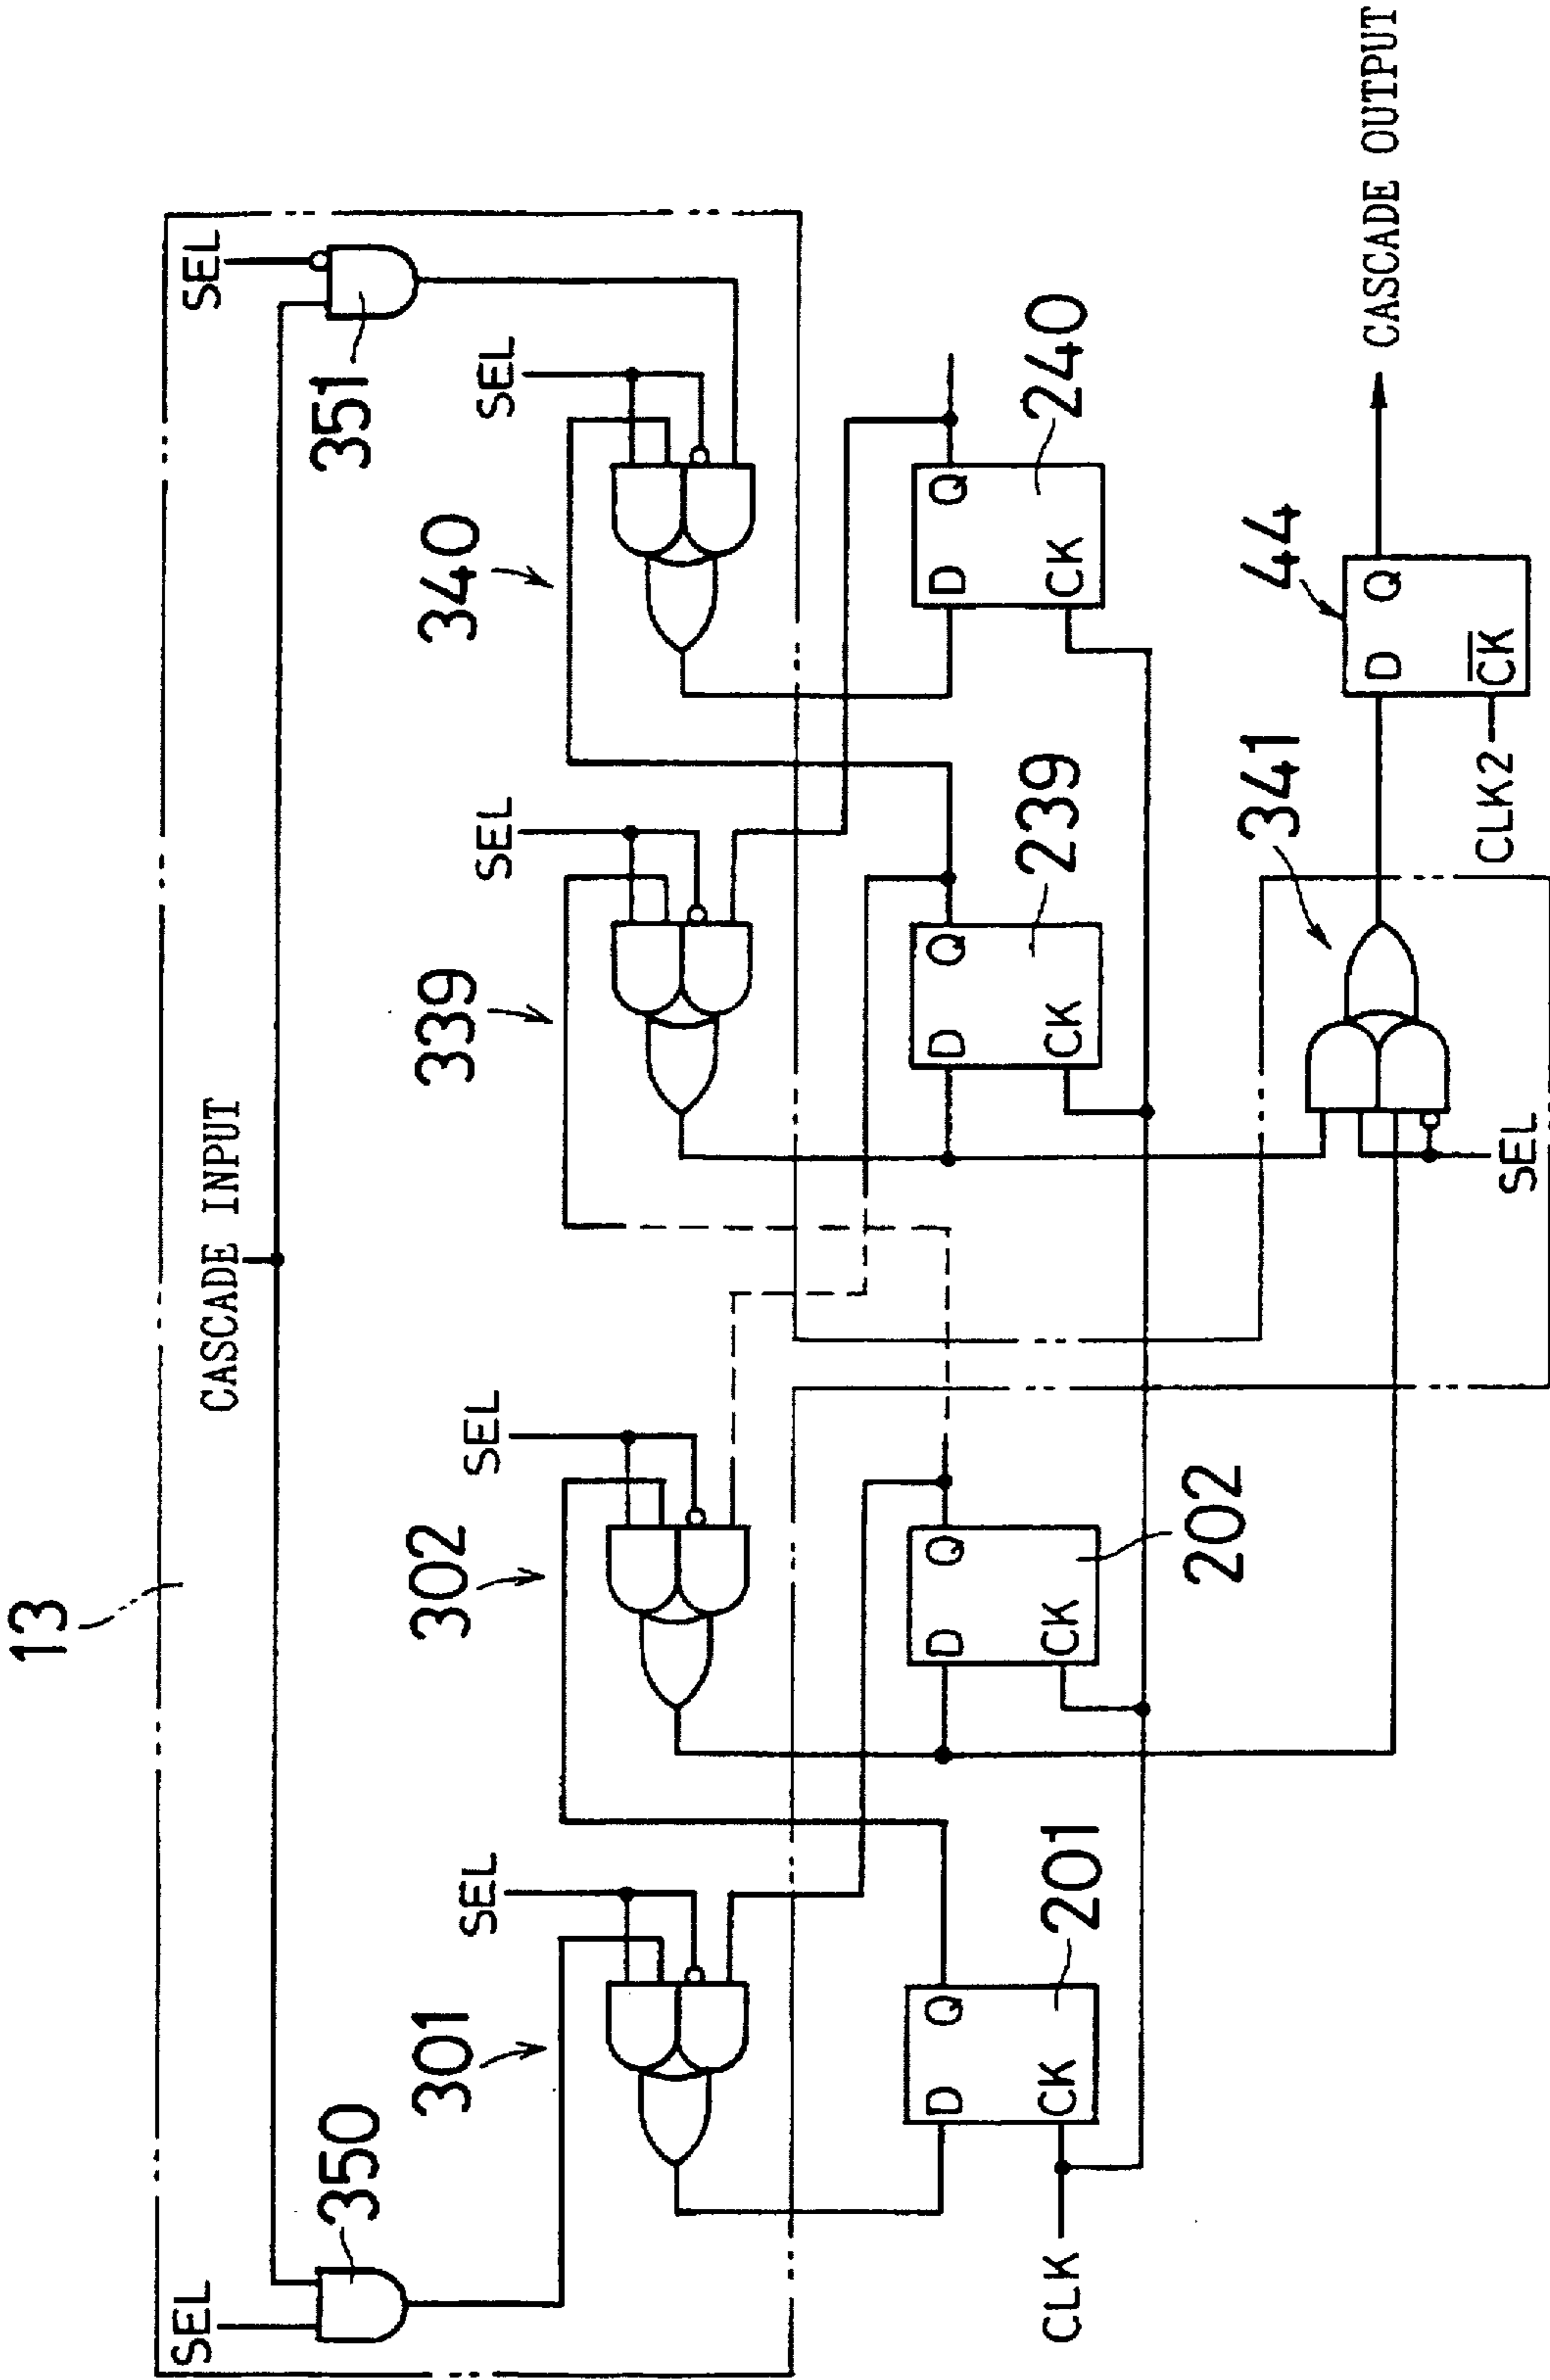 13
CASCADE INPUT
SEL
350
SEL
351
301
SEL
302
SEL
339
SEL
340
SEL
D Q
CK
201
D Q
CK
202
D Q
CK
239
D Q
CK
240
CLK
SEL
341
CLK2
44
D Q
CK
CASCADE OUTPUT